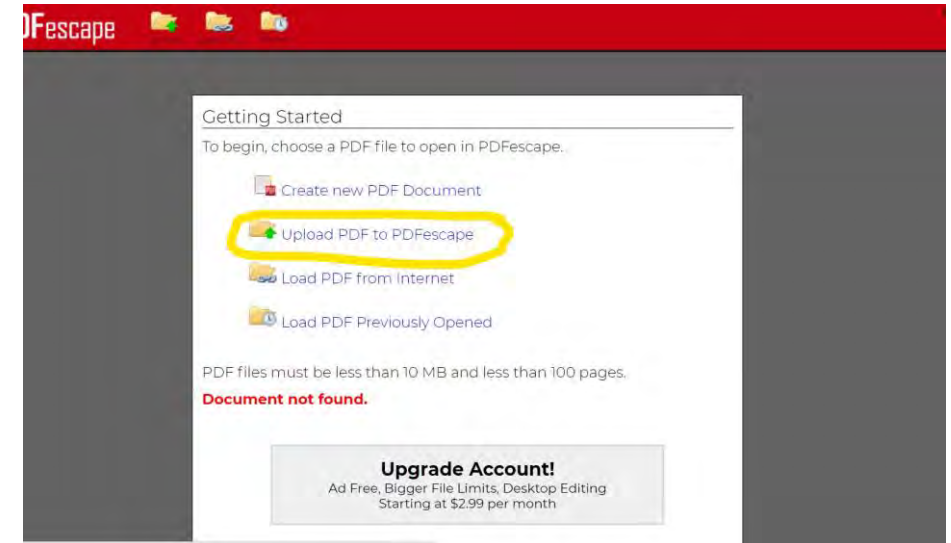 DFescape
Getting Started
To begin, choose a PDF file to open in PDFescape.
Create new PDF Document
Upload PDF to PDFescape
Load PDF from Internet
Load PDF Previously Opened
PDF files must be less than 10 MB and less than 100 pages.
Document not found.
Upgrade Account!
Ad Free, Bigger File Limits, Desktop Editing
Starting at $2.99 per month